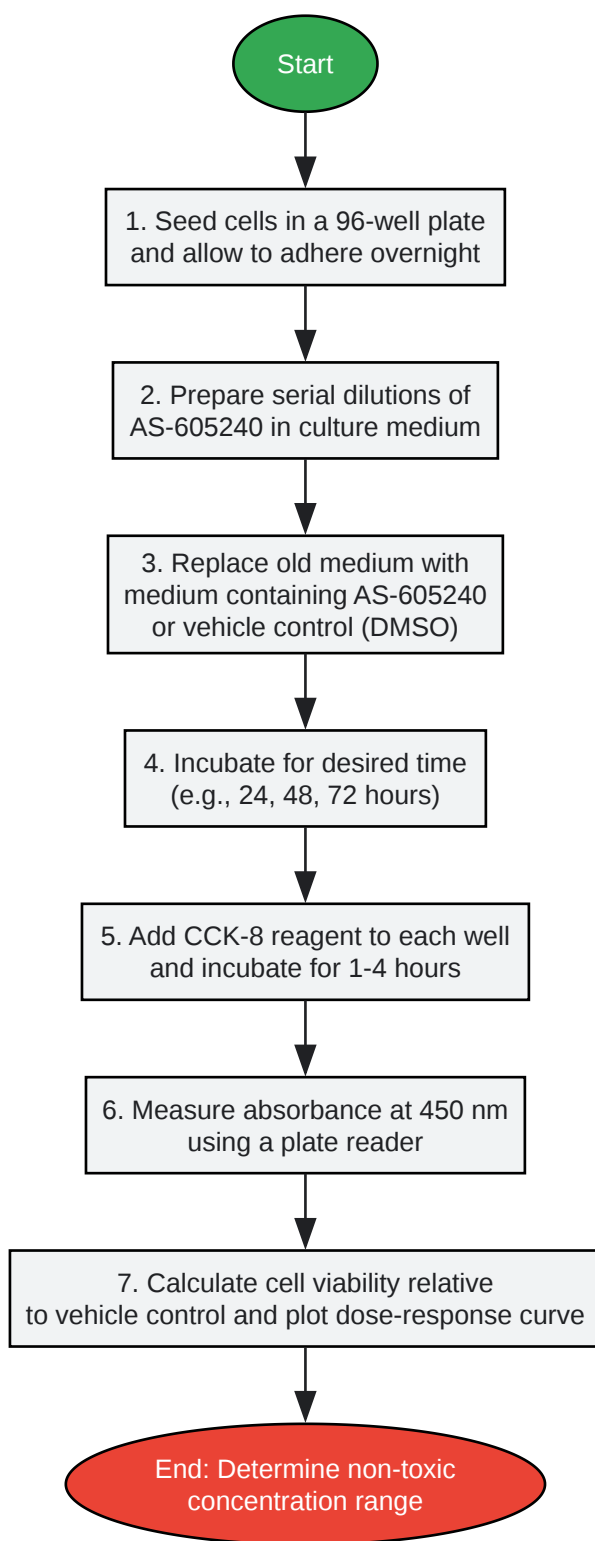 Start
1. Seed cells in a 96-well plate
and allow to adhere overnight
2. Prepare serial dilutions of
AS-605240 in culture medium
3. Replace old medium with
medium containing AS-605240
or vehicle control (DMSO)
4. Incubate for desired time
(e.g., 24, 48, 72 hours)
5. Add CCK-8 reagent to each well
and incubate for 1-4 hours
6. Measure absorbance at 450 nm
using a plate reader
7. Calculate cell viability relative
to vehicle control and plot dose-response curve
End: Determine non-toxic
concentration range